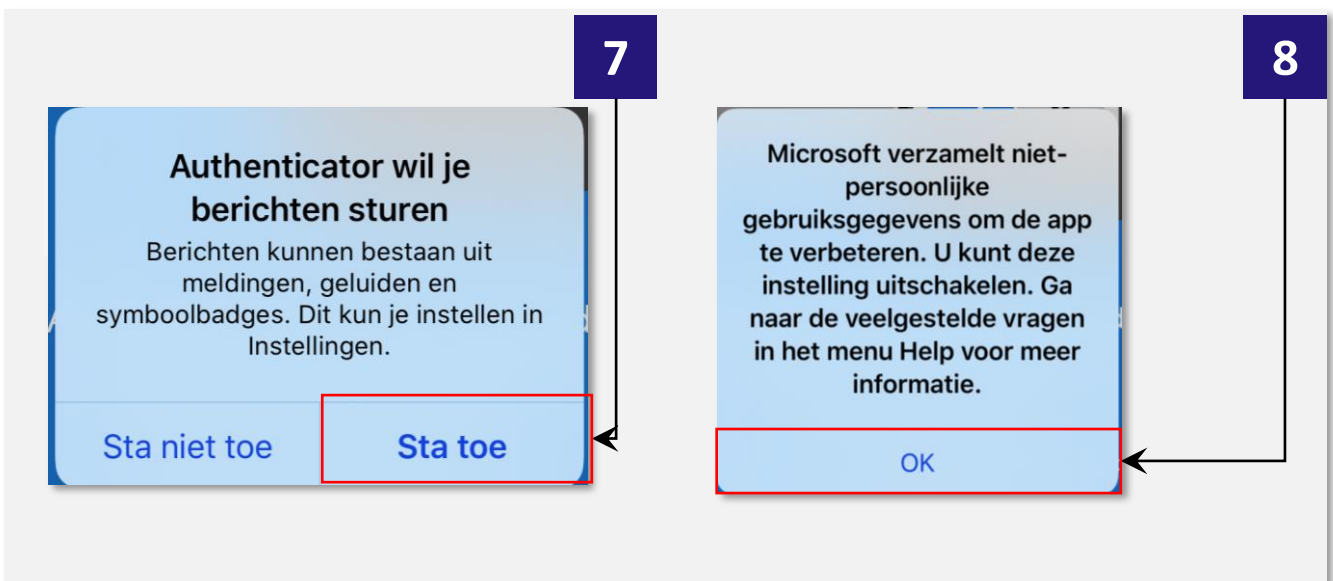 7
Authenticator wil je
berichten sturen
Berichten kunnen bestaan uit
meldingen, geluiden en
symboolbadges. Dit kun je instellen in
Instellingen.
Sta niet toe
Sta toe
8
Microsoft verzamelt niet-
persoonlijke
gebruiksgegevens om de app
te verbeteren. U kunt deze
instelling uitschakelen. Ga
naar de veelgestelde vragen
in het menu Help voor meer
informatie.
OK